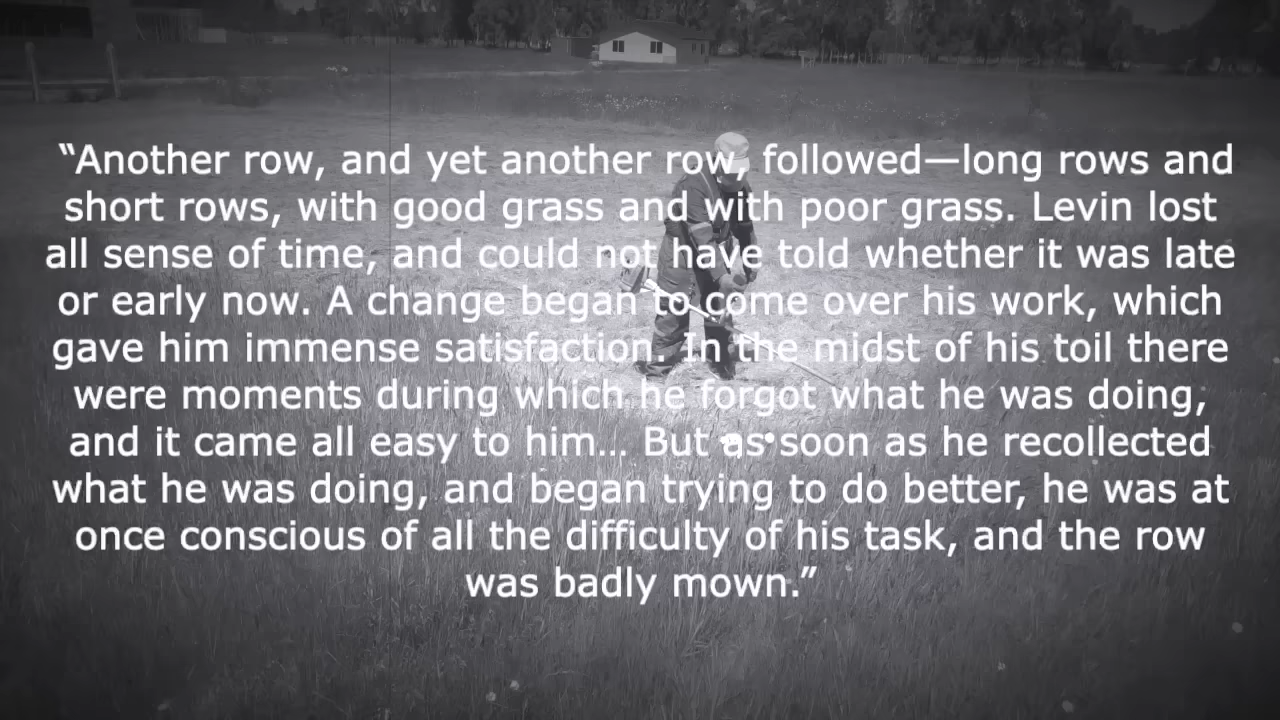 “Another row, and yet another row, followed—long rows and
short rows, with good grass and with poor grass. Levin lost
all sense of time, and could not have told whether it was late
or early now. A change began to come over his work, which
gave him immense satisfaction. In the midst of his toil there
were moments during which he forgot what he was doing,
and it came all easy to him... But as soon as he recollected
what he was doing, and began trying to do better, he was at
once conscious of all the difficulty of his task, and the row
was badly mown.”